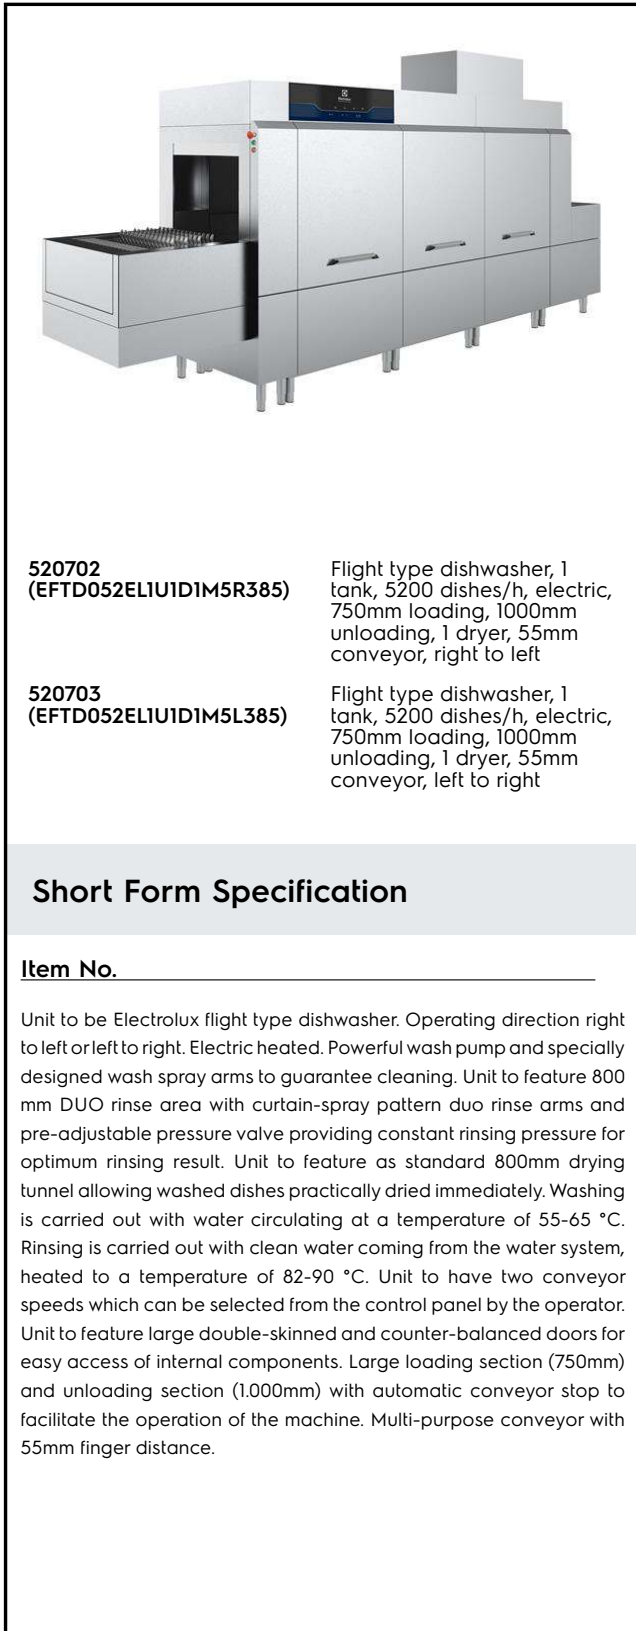 Electrolux
520702
(EFTD052EL1U1D1M5R385)
Flight type dishwasher, 1
tank, 5200 dishes/h, electric,
750mm loading, 1000mm
unloading, 1 dryer, 55mm
conveyor, right to left
520703
(EFTD052EL1U1D1M5L385)
Flight type dishwasher, 1
tank, 5200 dishes/h, electric,
750mm loading, 1000mm
unloading, 1 dryer, 55mm
conveyor, left to right
Short Form Specification
Item No.
Unit to be Electrolux flight type dishwasher. Operating direction right
to left or left to right. Electric heated. Powerful wash pump and specially
designed wash spray arms to guarantee cleaning. Unit to feature 800
mm DUO rinse area with curtain-spray pattern duo rinse arms and
pre-adjustable pressure valve providing constant rinsing pressure for
optimum rinsing result. Unit to feature as standard 800mm drying
tunnel allowing washed dishes practically dried immediately. Washing
is carried out with water circulating at a temperature of 55-65 °C.
Rinsing is carried out with clean water coming from the water system,
heated to a temperature of 82-90 °C. Unit to have two conveyor
speeds which can be selected from the control panel by the operator.
Unit to feature large double-skinned and counter-balanced doors for
easy access of internal components. Large loading section (750mm)
and unloading section (1.000mm) with automatic conveyor stop to
facilitate the operation of the machine. Multi-purpose conveyor with
55mm finger distance.